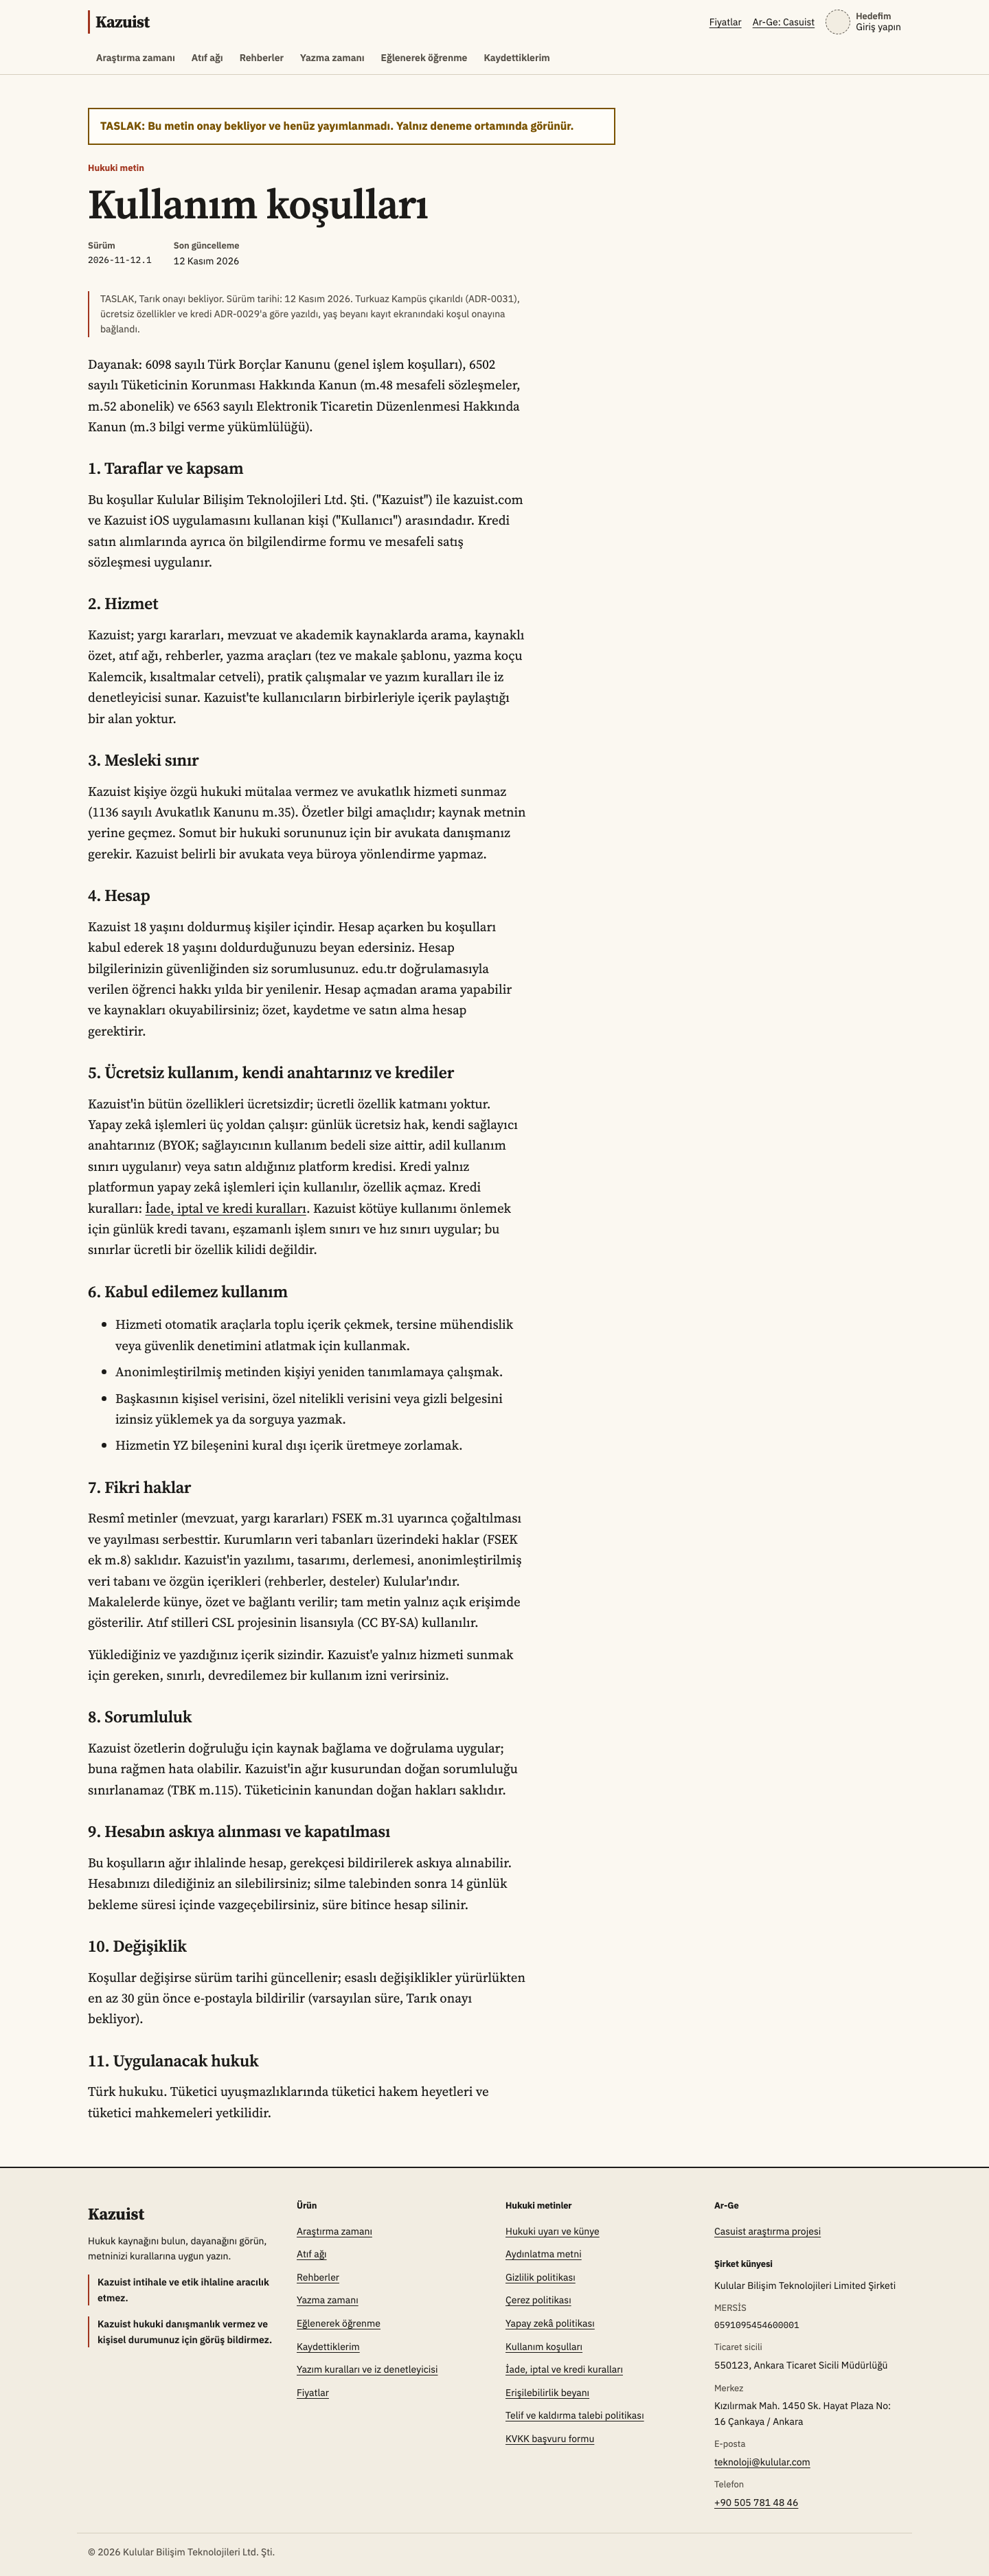 Kazuist
Fiyatlar
Ar-Ge: Casuist
Hedefim
Giriş yapın
Araştırma zamanı
Atıf ağı
Rehberler
Yazma zamanı
Eğlenerek öğrenme
Kaydettiklerim
TASLAK: Bu metin onay bekliyor ve henüz yayımlanmadı. Yalnız deneme ortamında görünür.
Hukuki metin
Kullanım koşulları
Sürüm
2026-11-12.1
Son güncelleme
12 Kasım 2026
TASLAK, Tarık onayı bekliyor. Sürüm tarihi: 12 Kasım 2026. Turkuaz Kampüs çıkarıldı (ADR-0031),
ücretsiz özellikler ve kredi ADR-0029'a göre yazıldı, yaş beyanı kayıt ekranındaki koşul onayına
bağlandı.
Dayanak: 6098 sayılı Türk Borçlar Kanunu (genel işlem koşulları), 6502
sayılı Tüketicinin Korunması Hakkında Kanun (m.48 mesafeli sözleşmeler,
m.52 abonelik) ve 6563 sayılı Elektronik Ticaretin Düzenlenmesi Hakkında
Kanun (m.3 bilgi verme yükümlülüğü).
1. Taraflar ve kapsam
Bu koşullar Kulular Bilişim Teknolojileri Ltd. Şti. ("Kazuist") ile kazuist.com
ve Kazuist iOS uygulamasını kullanan kişi ("Kullanıcı") arasındadır. Kredi
satın alımlarında ayrıca ön bilgilendirme formu ve mesafeli satış
sözleşmesi uygulanır.
2. Hizmet
Kazuist; yargı kararları, mevzuat ve akademik kaynaklarda arama, kaynaklı
özet, atıf ağı, rehberler, yazma araçları (tez ve makale şablonu, yazma koçu
Kalemcik, kısaltmalar cetveli), pratik çalışmalar ve yazım kuralları ile iz
denetleyicisi sunar. Kazuist'te kullanıcıların birbirleriyle içerik paylaştığı
bir alan yoktur.
3. Mesleki sınır
Kazuist kişiye özgü hukuki mütalaa vermez ve avukatlık hizmeti sunmaz
(1136 sayılı Avukatlık Kanunu m.35). Özetler bilgi amaçlıdır; kaynak metnin
yerine geçmez. Somut bir hukuki sorununuz için bir avukata danışmanız
gerekir. Kazuist belirli bir avukata veya büroya yönlendirme yapmaz.
4. Hesap
Kazuist 18 yaşını doldurmuş kişiler içindir. Hesap açarken bu koşulları
kabul ederek 18 yaşını doldurduğunuzu beyan edersiniz. Hesap
bilgilerinizin güvenliğinden siz sorumlusunuz. edu.tr doğrulamasıyla
verilen öğrenci hakkı yılda bir yenilenir. Hesap açmadan arama yapabilir
ve kaynakları okuyabilirsiniz; özet, kaydetme ve satın alma hesap
gerektirir.
5. Ücretsiz kullanım, kendi anahtarınız ve krediler
Kazuist'in bütün özellikleri ücretsizdir; ücretli özellik katmanı yoktur.
Yapay zekâ işlemleri üç yoldan çalışır: günlük ücretsiz hak, kendi sağlayıcı
anahtarınız (BYOK; sağlayıcının kullanım bedeli size aittir, adil kullanım
sınırı uygulanır) veya satın aldığınız platform kredisi. Kredi yalnız
platformun yapay zekâ işlemleri için kullanılır, özellik açmaz. Kredi
kuralları: İade, iptal ve kredi kuralları. Kazuist kötüye kullanımı önlemek
için günlük kredi tavanı, eşzamanlı işlem sınırı ve hız sınırı uygular; bu
sınırlar ücretli bir özellik kilidi değildir.
6. Kabul edilemez kullanım
• Hizmeti otomatik araçlarla toplu içerik çekmek, tersine mühendislik
veya güvenlik denetimini atlatmak için kullanmak.
• Anonimleştirilmiş metinden kişiyi yeniden tanımlamaya çalışmak.
• Başkasının kişisel verisini, özel nitelikli verisini veya gizli belgesini
izinsiz yüklemek ya da sorguya yazmak.
• Hizmetin YZ bileşenini kural dışı içerik üretmeye zorlamak.
7. Fikri haklar
Resmî metinler (mevzuat, yargı kararları) FSEK m.31 uyarınca çoğaltılması
ve yayılması serbesttir. Kurumların veri tabanları üzerindeki haklar (FSEK
ek m.8) saklıdır. Kazuist'in yazılımı, tasarımı, derlemesi, anonimleştirilmiş
veri tabanı ve özgün içerikleri (rehberler, desteler) Kulular'ındır.
Makalelerde künye, özet ve bağlantı verilir; tam metin yalnız açık erişimde
gösterilir. Atıf stilleri CSL projesinin lisansıyla (CC BY-SA) kullanılır.
Yüklediğiniz ve yazdığınız içerik sizindir. Kazuist'e yalnız hizmeti sunmak
için gereken, sınırlı, devredilemez bir kullanım izni verirsiniz.
8. Sorumluluk
Kazuist özetlerin doğruluğu için kaynak bağlama ve doğrulama uygular;
buna rağmen hata olabilir. Kazuist'in ağır kusurundan doğan sorumluluğu
sınırlanamaz (TBK m.115). Tüketicinin kanundan doğan hakları saklıdır.
9. Hesabın askıya alınması ve kapatılması
Bu koşulların ağır ihlalinde hesap, gerekçesi bildirilerek askıya alınabilir.
Hesabınızı dilediğiniz an silebilirsiniz; silme talebinden sonra 14 günlük
bekleme süresi içinde vazgeçebilirsiniz, süre bitince hesap silinir.
10. Değişiklik
Koşullar değişirse sürüm tarihi güncellenir; esaslı değişiklikler yürürlükten
en az 30 gün önce e-postayla bildirilir (varsayılan süre, Tarık onayı
bekliyor).
11. Uygulanacak hukuk
Türk hukuku. Tüketici uyuşmazlıklarında tüketici hakem heyetleri ve
tüketici mahkemeleri yetkilidir.
Kazuist
Hukuk kaynağını bulun, dayanağını görün,
metninizi kurallarına uygun yazın.
Kazuist intihale ve etik ihlaline aracılık
etmez.
Kazuist hukuki danışmanlık vermez ve
kişisel durumunuz için görüş bildirmez.
Ürün
Araştırma zamanı
Atıf ağı
Rehberler
Yazma zamanı
Eğlenerek öğrenme
Kaydettiklerim
Yazım kuralları ve iz denetleyicisi
Fiyatlar
Hukuki metinler
Hukuki uyarı ve künye
Aydınlatma metni
Gizlilik politikası
Çerez politikası
Yapay zekâ politikası
Kullanım koşulları
İade, iptal ve kredi kuralları
Erişilebilirlik beyanı
Telif ve kaldırma talebi politikası
KVKK başvuru formu
Ar-Ge
Casuist araştırma projesi
Şirket künyesi
Kulular Bilişim Teknolojileri Limited Şirketi
MERSİS
0591095454600001
Ticaret sicili
550123, Ankara Ticaret Sicili Müdürlüğü
Merkez
Kızılırmak Mah. 1450 Sk. Hayat Plaza No:
16 Çankaya / Ankara
E-posta
teknoloji@kulular.com
Telefon
+90 505 781 48 46
© 2026 Kulular Bilişim Teknolojileri Ltd. Şti.